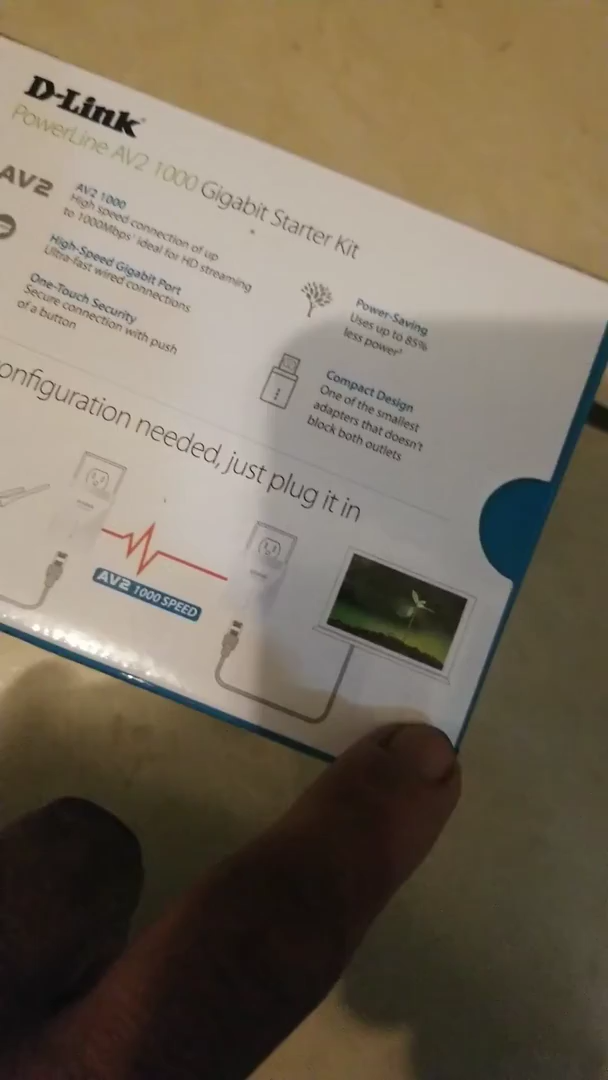 D-Link
PowerLine AV2 1000 Gigabit Starter Kit
AV2
AV2 1000
High speed connection of up
to 1000Mbps¹ ideal for HD streaming
High-Speed Gigabit Port
Ultra-fast wired connections
One-Touch Security
Secure connection with push
of a button
Power-Saving
Uses up to 85%
less power²
Compact Design
One of the smallest
adapters that doesn't
block both outlets
onfiguration needed, just plug it in
AV2 1000 SPEED